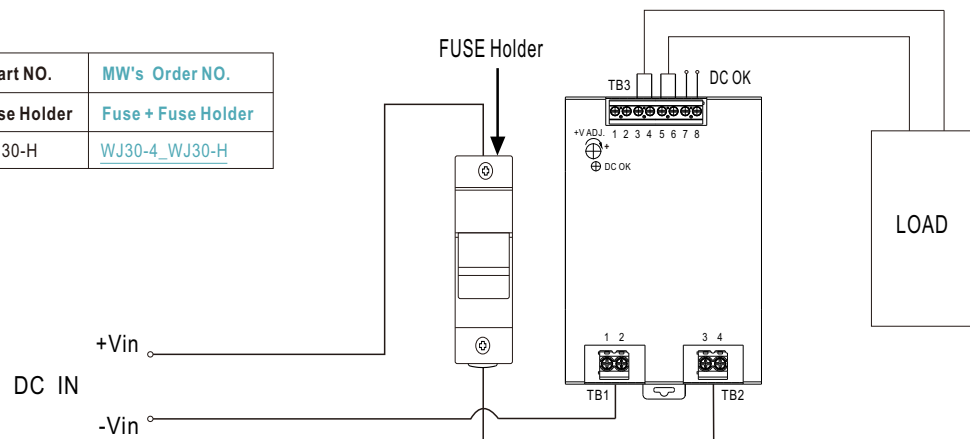 FUSE Holder
art NO. MW's Order NO.
se Holder Fuse + Fuse Holder
30-H WJ30-4_WJ30-H
TB3 DC OK
1 2 3 4 5 6 7 8
+V ADJ.
+
DC OK
LOAD
+Vin
DC IN
-Vin
1 2 3 4
TB1 TB2